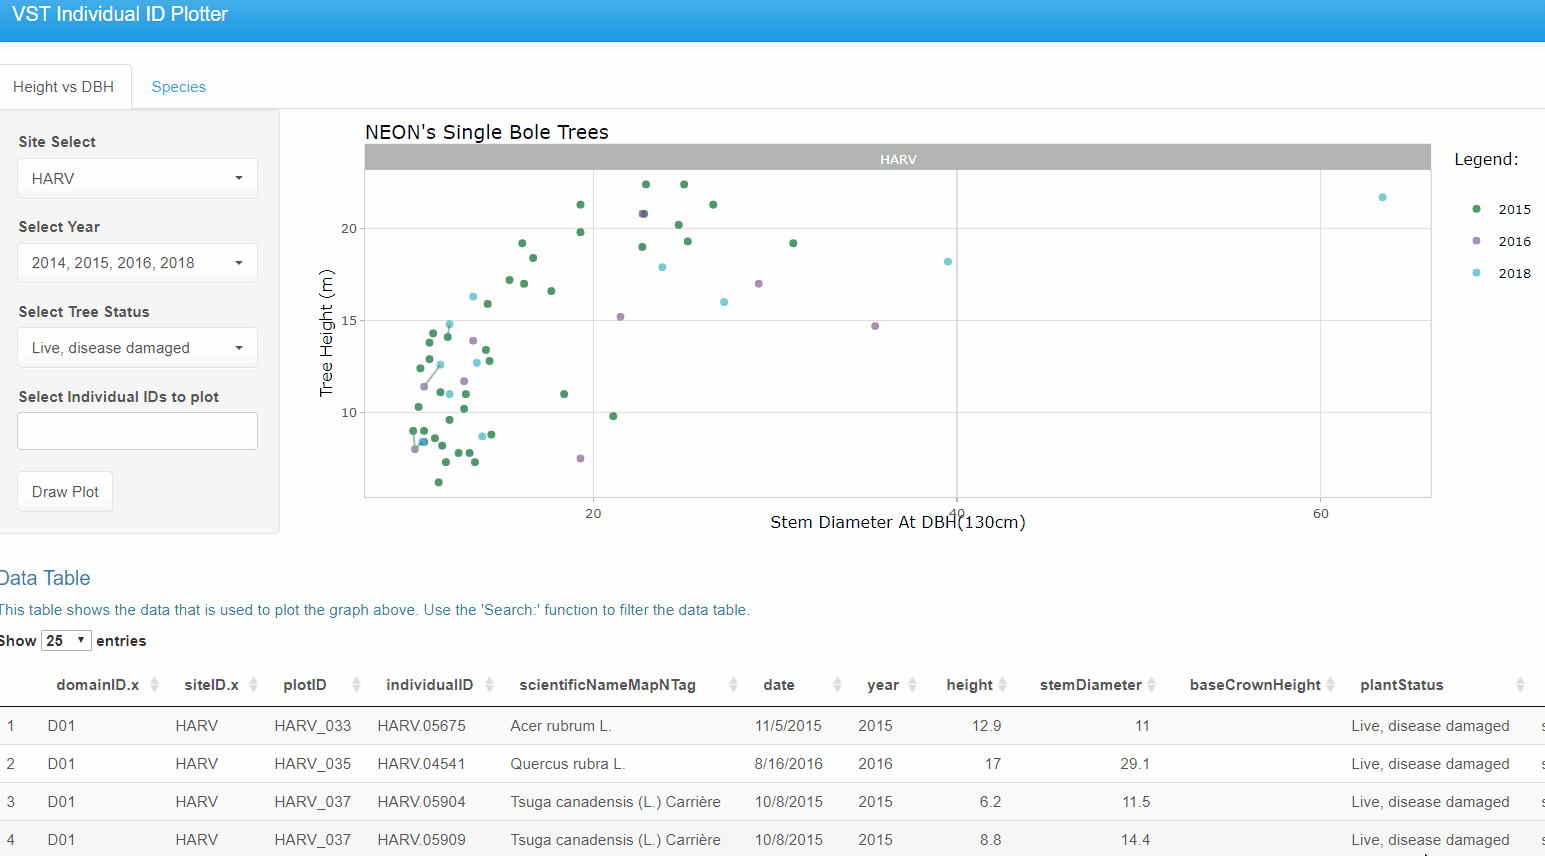 VST Individual ID Plotter
Height vs DBH
Species
Site Select
HARV
Select Year
2014, 2015, 2016, 2018
Select Tree Status
Live, disease damaged
Select Individual IDs to plot
Draw Plot
NEON's Single Bole Trees
HARV
Tree Height (m)
20
15
10
20
40
60
Stem Diameter At DBH(130cm)
Legend:
2015
2016
2018
Data Table
This table shows the data that is used to plot the graph above. Use the 'Search:' function to filter the data table.
Show 25 entries
domainID.x siteID.x plotID individualID scientificNameMapNTag date year height stemDiameter baseCrownHeight plantStatus
1 D01 HARV HARV_033 HARV.05675 Acer rubrum L. 11/5/2015 2015 12.9 11 Live, disease damaged
2 D01 HARV HARV_035 HARV.04541 Quercus rubra L. 8/16/2016 2016 17 29.1 Live, disease damaged
3 D01 HARV HARV_037 HARV.05904 Tsuga canadensis (L.) Carrière 10/8/2015 2015 6.2 11.5 Live, disease damaged
4 D01 HARV HARV_037 HARV.05909 Tsuga canadensis (L.) Carrière 10/8/2015 2015 8.8 14.4 Live, disease damaged